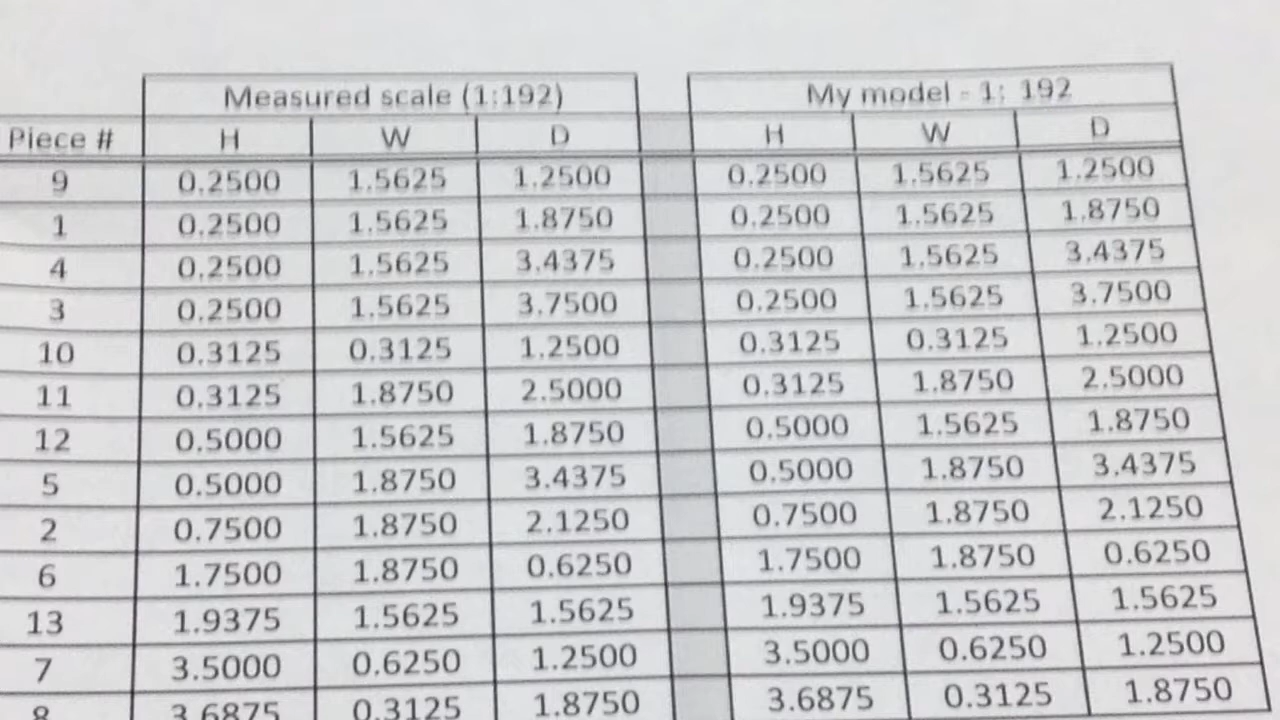 Measured scale (1:192) My model - 1: 192
Piece # H W D H W D
9 0.2500 1.5625 1.2500 0.2500 1.5625 1.2500
1 0.2500 1.5625 1.8750 0.2500 1.5625 1.8750
4 0.2500 1.5625 3.4375 0.2500 1.5625 3.4375
3 0.2500 1.5625 3.7500 0.2500 1.5625 3.7500
10 0.3125 0.3125 1.2500 0.3125 0.3125 1.2500
11 0.3125 1.8750 2.5000 0.3125 1.8750 2.5000
12 0.5000 1.5625 1.8750 0.5000 1.5625 1.8750
5 0.5000 1.8750 3.4375 0.5000 1.8750 3.4375
2 0.7500 1.8750 2.1250 0.7500 1.8750 2.1250
6 1.7500 1.8750 0.6250 1.7500 1.8750 0.6250
13 1.9375 1.5625 1.5625 1.9375 1.5625 1.5625
7 3.5000 0.6250 1.2500 3.5000 0.6250 1.2500
8 3.6875 0.3125 1.8750 3.6875 0.3125 1.8750